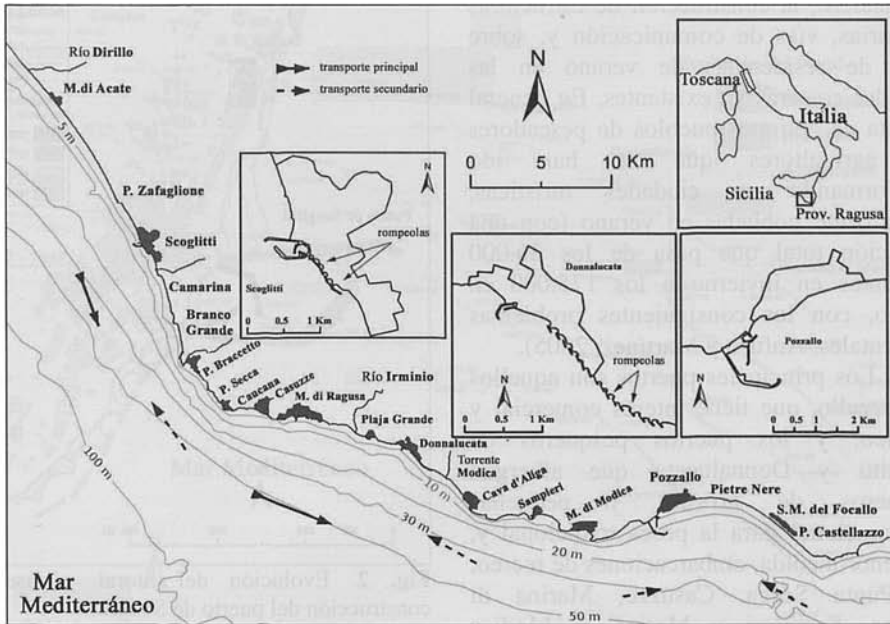 Río Dirillo
M. di Acate
5 m
P. Zafaglione
Scoglitti
Camarina
Branco
Grande
P. Braccetto
P. Secca
Caucana
Casuzze
M. di Ragusa
Río Irminio
Plaja Grande
Donnalucata
Torrente
Modica
Cava d'Aliga
Sampieri
M. di Modica
Pozzallo
Pietre Nere
S.M. del Focallo
P. Castellazzo
10 m
20 m
30 m
50 m
100 m
Mar
Mediterráneo
transporte principal
transporte secundario
N
0 5 10 Km
Toscana
Italia
Sicilia
Prov. Ragusa
N
rompeolas
Scoglitti
0 0.5 1 Km
Donnalucata
N
rompeolas
0 0.5 1 Km
N
Pozzallo
0 0.5 1 2 Km